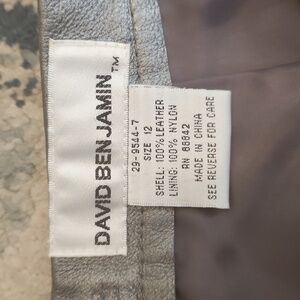 DAVID BENJAMIN™
29-9544-7
SIZE 12
SHELL: 100% LEATHER
LINING: 100% NYLON
RN 88842
MADE IN CHINA
SEE REVERSE FOR CARE